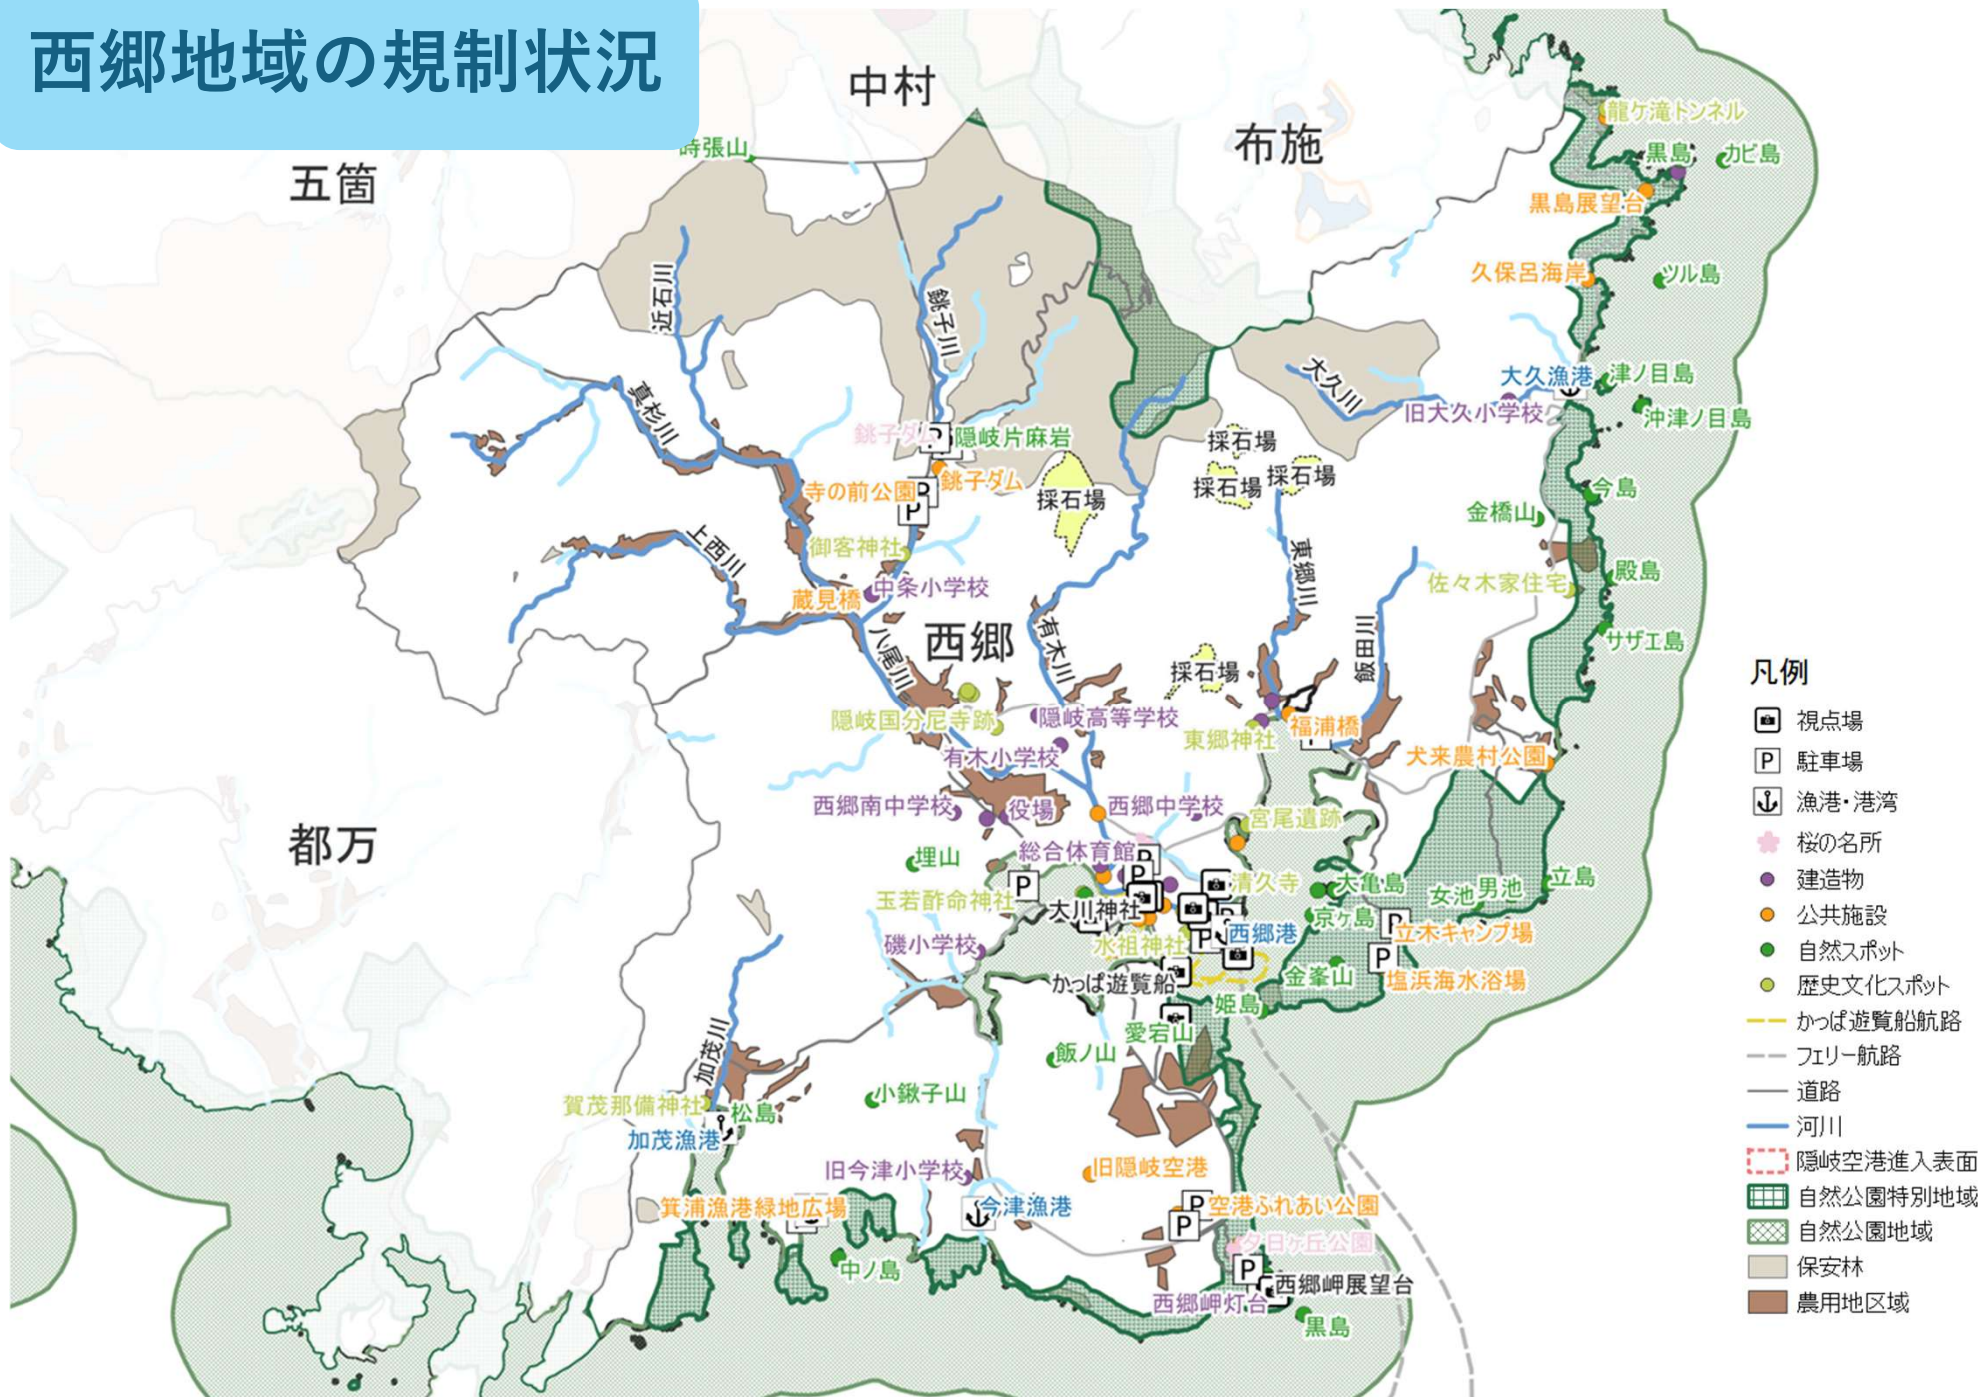 西郷地域の規制状況
中村
布施
五箇
時張山
龍ケ滝トンネル
黒島
カビ島
黒島展望台
久保呂海岸
ツル島
近石川
銚子川
真杉川
大久川
大久漁港
津ノ目島
旧大久小学校
沖津ノ目島
銚子ダム
隠岐片麻岩
採石場
採石場
採石場
採石場
銚子ダム
寺の前公園
今島
金橋山
上西川
御客神社
東郷川
殿島
中条小学校
佐々木家住宅
蔵見橋
西郷
八尾川
有木川
飯田川
サザエ島
採石場
隠岐国分尼寺跡
隠岐高等学校
東郷神社
福浦橋
有木小学校
犬来農村公園
西郷南中学校
役場
西郷中学校
宮尾遺跡
都万
埋山
総合体育館
清久寺
大亀島
女池
男池
立島
玉若酢命神社
大川神社
京ヶ島
立木キャンプ場
磯小学校
水祖神社
西郷港
かっぱ遊覧船
金峯山
塩浜海水浴場
姫島
愛宕山
飯ノ山
加茂川
小鍬子山
賀茂那備神社
松島
加茂漁港
旧今津小学校
旧隠岐空港
箕浦漁港緑地広場
今津漁港
空港ふれあい公園
夕日ヶ丘公園
中ノ島
西郷岬展望台
西郷岬灯台
黒島
凡例
視点場
P 駐車場
漁港・港湾
桜の名所
建造物
公共施設
自然スポット
歴史文化スポット
かっぱ遊覧船航路
フェリー航路
道路
河川
隠岐空港進入表面
自然公園特別地域
自然公園地域
保安林
農用地区域